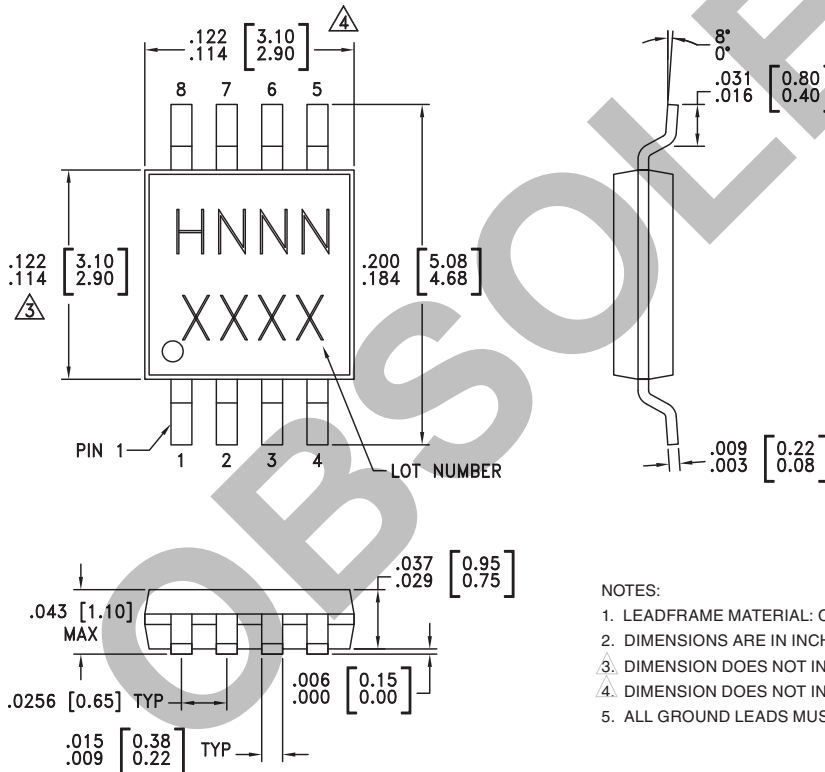 .122 [3.10]
.114 [2.90]
4
8 7 6 5
8°
0°
.031 [0.80]
.016 [0.40]
HNNN
XXXX
.122 [3.10]
.114 [2.90]
3
.200 [5.08]
.184 [4.68]
PIN 1
1 2 3 4
LOT NUMBER
.009 [0.22]
.003 [0.08]
.037 [0.95]
.029 [0.75]
.043 [1.10]
MAX
.0256 [0.65] TYP
.006 [0.15]
.000 [0.00]
.015 [0.38]
.009 [0.22]
TYP
NOTES:
1. LEADFRAME MATERIAL:
2. DIMENSIONS ARE IN
3. DIMENSION DOES NOT
4. DIMENSION DOES NOT
5. ALL GROUND LEADS